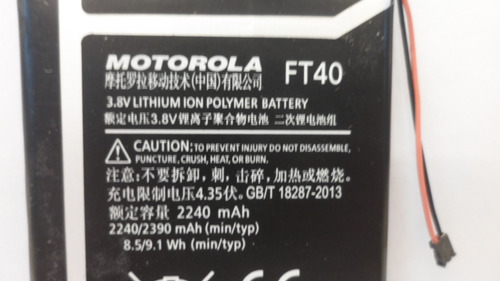 MOTOROLA FT40
摩托罗拉移动技术(中国)有限公司
3.8V LITHIUM ION POLYMER BATTERY
额定电压3.8V锂离子聚合物电池 二次锂电池组
CAUTION: TO AVOID PERSONAL INJURY, DO NOT DISASSEMBLE,
PUNCTURE, CRUSH, HEAT, OR BURN.
注意: 不要拆卸, 刺, 击碎, 加热或燃烧.
充电限制电压4.35伏. GB/T 18287-2013
额定容量 2240 mAh
2240/2390 mAh (min/typ)
8.5/9.1 Wh (min/typ)